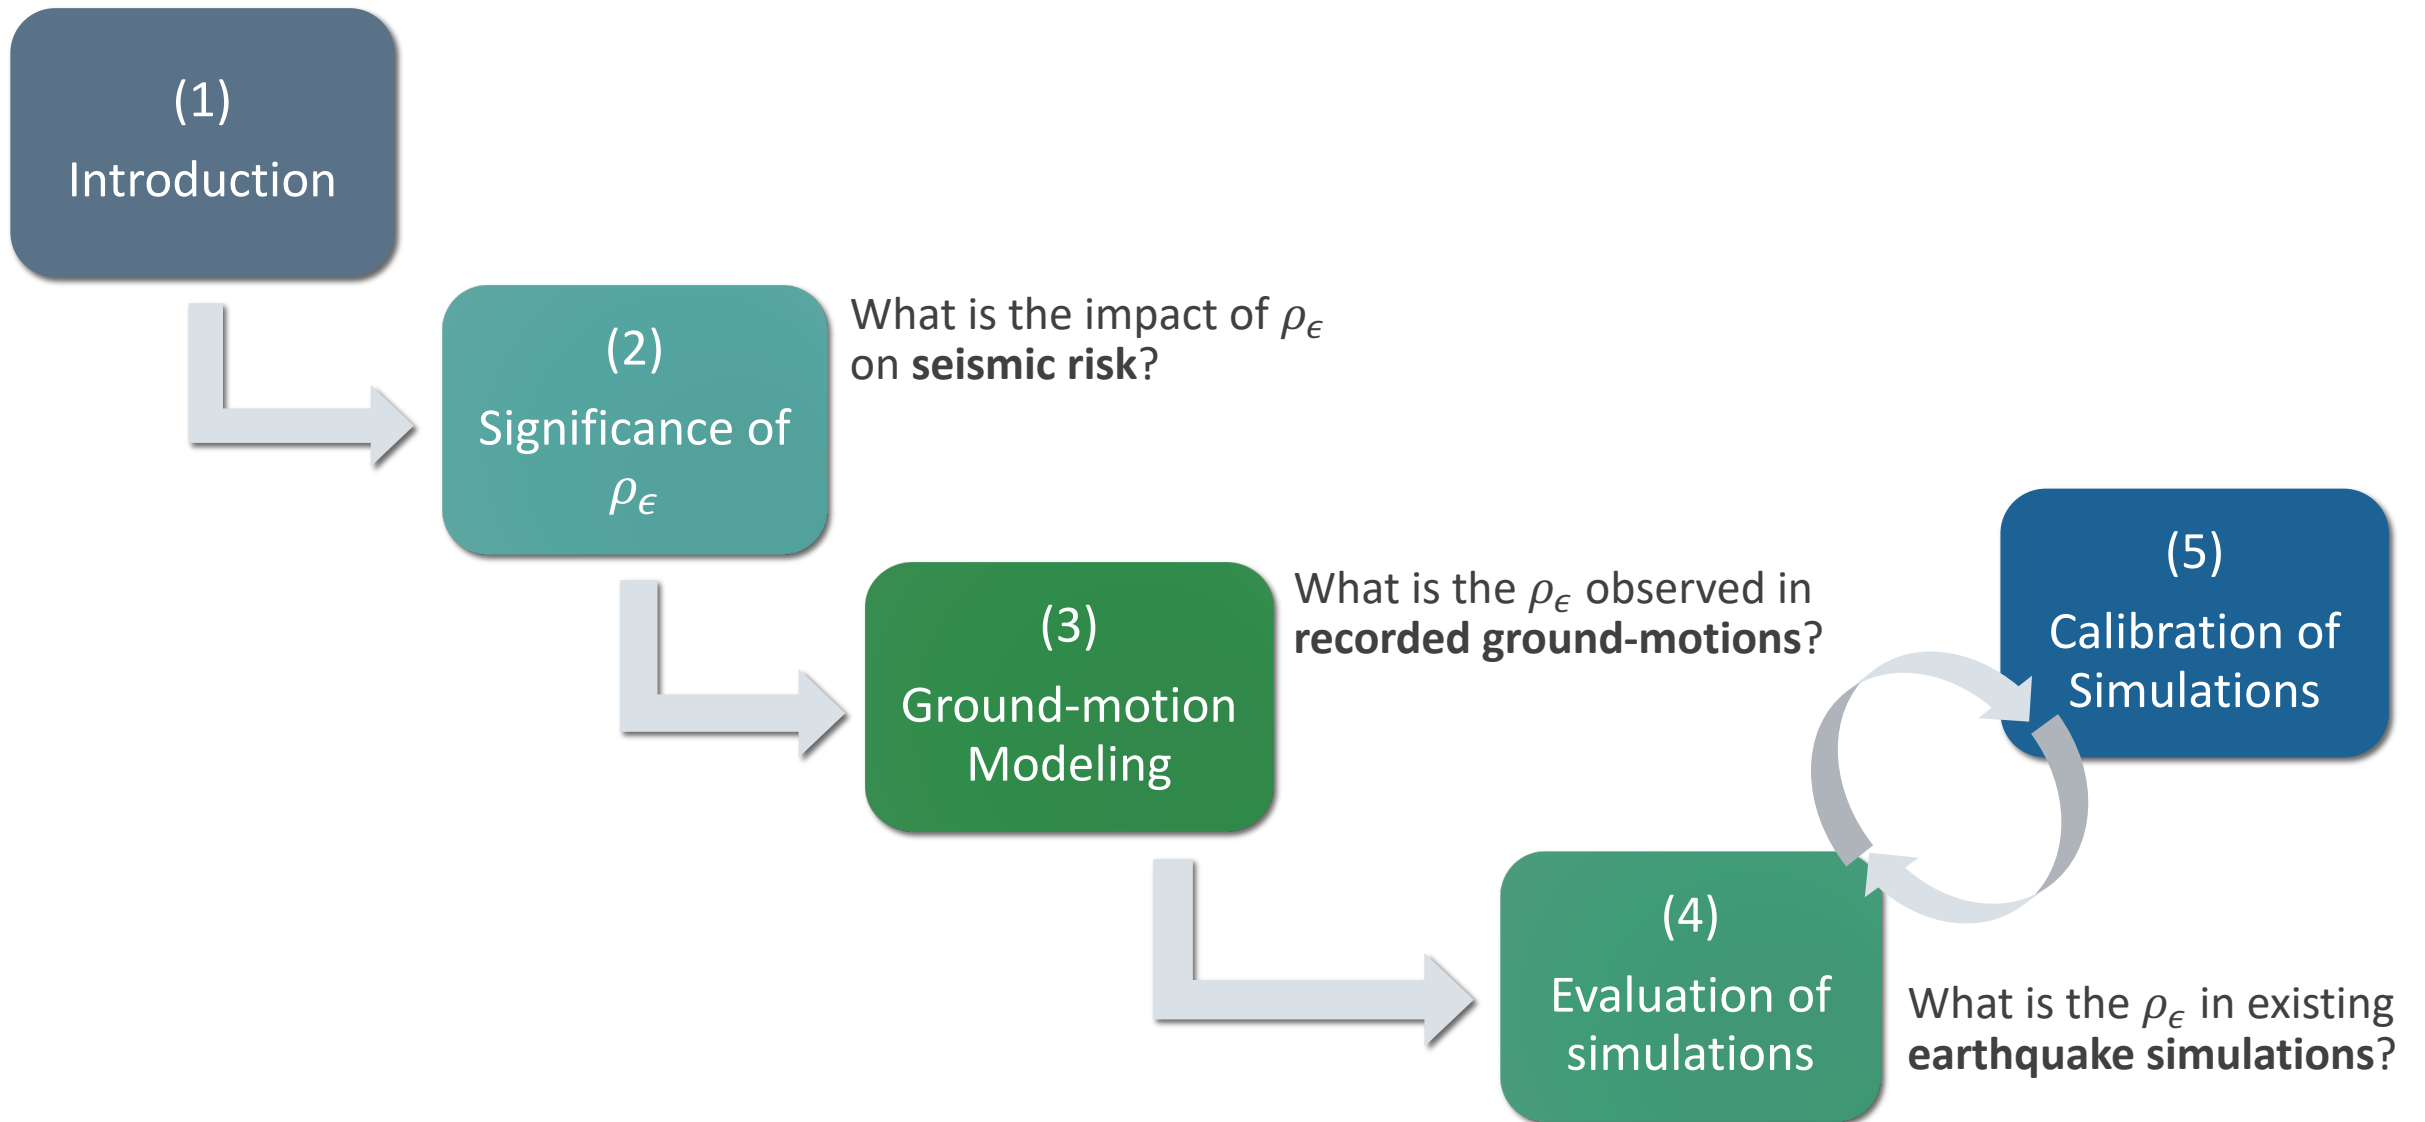 (1)
Introduction
(2)
Significance of
ρϵ
What is the impact of ρϵ
on seismic risk?
(3)
Ground-motion
Modeling
What is the ρϵ observed in
recorded ground-motions?
(4)
Evaluation of
simulations
What is the ρϵ in existing
earthquake simulations?
(5)
Calibration of
Simulations